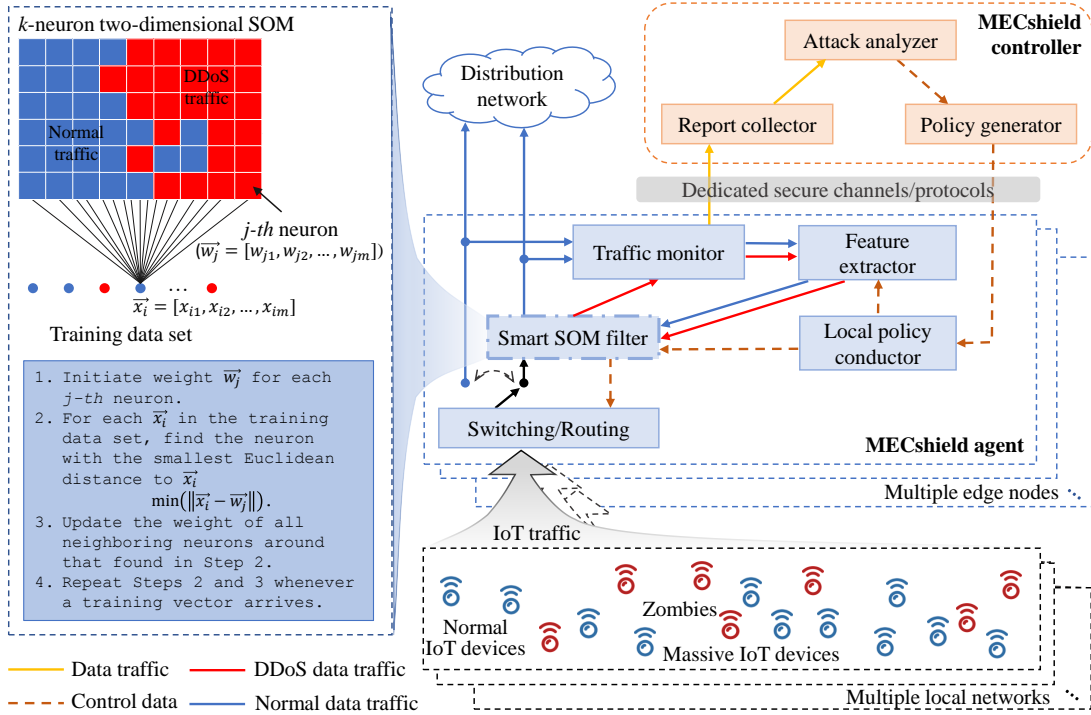 k-neuron two-dimensional SOM
DDoS
traffic
Normal
traffic
j-th neuron
(w⃗ⱼ = [wⱼ₁, wⱼ₂, …, wⱼₘ])
…
x⃗ᵢ = [xᵢ₁, xᵢ₂, …, xᵢₘ]
Training data set
1. Initiate weight w⃗ⱼ for each
j-th neuron.
2. For each x⃗ᵢ in the training
data set, find the neuron
with the smallest Euclidean
distance to x⃗ᵢ
min(‖x⃗ᵢ − w⃗ⱼ‖).
3. Update the weight of all
neighboring neurons around
that found in Step 2.
4. Repeat Steps 2 and 3 whenever
a training vector arrives.
Distribution
network
MECshield
controller
Attack analyzer
Report collector
Policy generator
Dedicated secure channels/protocols
Traffic monitor
Feature
extractor
Smart SOM filter
Local policy
conductor
Switching/Routing
MECshield agent
Multiple edge nodes
IoT traffic
Zombies
Normal
IoT devices
Massive IoT devices
Multiple local networks
Data traffic
DDoS data traffic
Control data
Normal data traffic